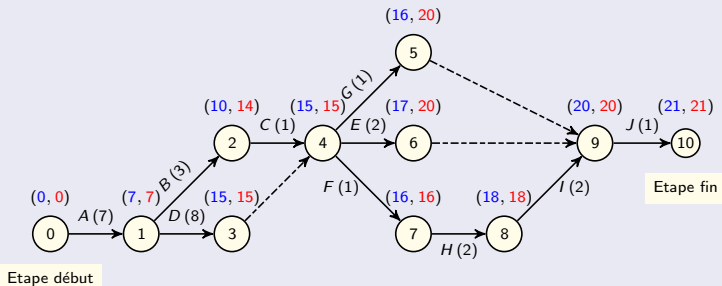 (16, 20)
5
G (1)
(10, 14)
(15, 15)
(17, 20)
(20, 20)
(21, 21)
C (1)
E (2)
J (1)
2
4
6
9
10
B (3)
F (1)
I (2)
Etape fin
(0, 0)
(7, 7)
(15, 15)
(16, 16)
(18, 18)
A (7)
D (8)
0
1
3
7
8
H (2)
Etape début